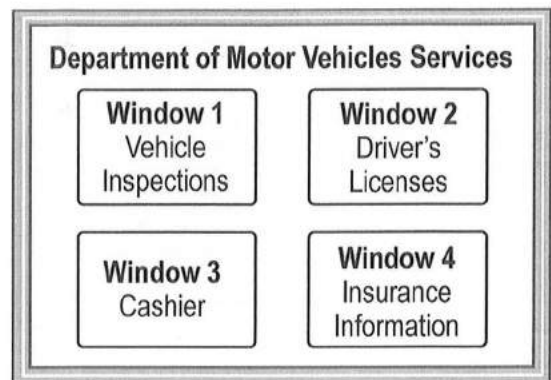 Department of Motor Vehicles Services
Window 1
Vehicle
Inspections
Window 2
Driver's
Licenses
Window 3
Cashier
Window 4
Insurance
Information